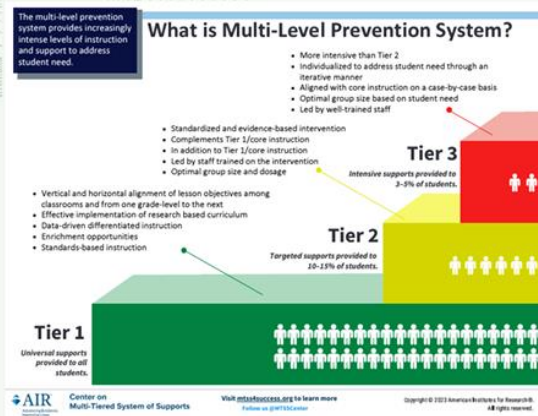 The multi-level prevention
system provides increasingly
intense levels of instruction
and support to address
student need.
What is Multi-Level Prevention System?
• More intensive than Tier 2
• Individualized to address student need through an
iterative manner
• Aligned with core instruction on a case-by-case basis
• Optimal group size based on student need
• Led by well-trained staff
Tier 3
Intensive supports provided to
3–5% of students.
• Standardized and evidence-based intervention
• Complements Tier 1/core instruction
• In addition to Tier 1/core instruction
• Led by staff trained on the intervention
• Optimal group size and dosage
Tier 2
Targeted supports provided to
10–15% of students.
• Vertical and horizontal alignment of lesson objectives among
classrooms and from one grade-level to the next
• Effective implementation of research based curriculum
• Data-driven differentiated instruction
• Enrichment opportunities
• Standards-based instruction
Tier 1
Universal supports
provided to all
students.
AIR
Center on
Multi-Tiered System of Supports
Visit mtss4success.org to learn more
Follow us @MTSSCenter
Copyright © 2023 American Institutes for Research®.
All rights reserved.